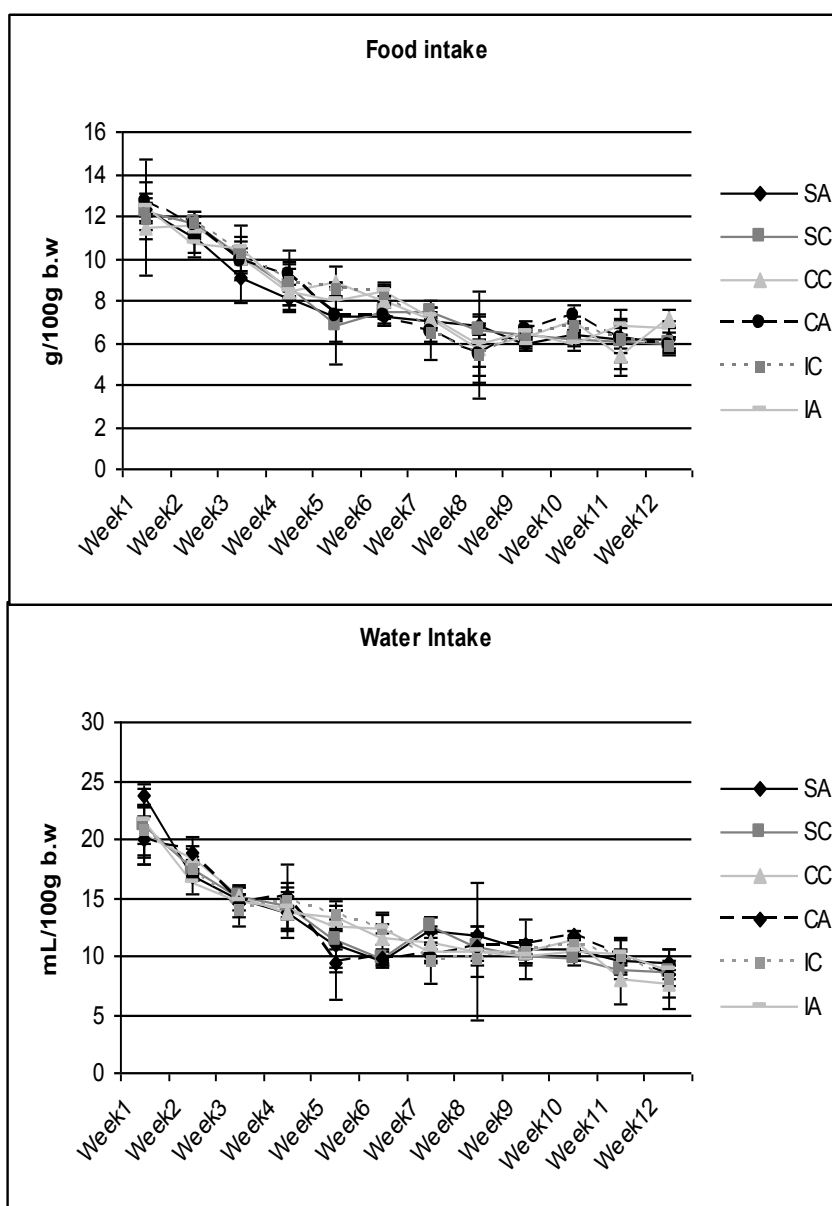 Food intake
g/100g b.w
16
14
12
10
8
6
4
2
0
Week1
Week2
Week3
Week4
Week5
Week6
Week7
Week8
Week9
Week10
Week11
Week12
SA
SC
CC
CA
IC
IA
Water Intake
mL/100g b.w
30
25
20
15
10
5
0
Week1
Week2
Week3
Week4
Week5
Week6
Week7
Week8
Week9
Week10
Week11
Week12
SA
SC
CC
CA
IC
IA